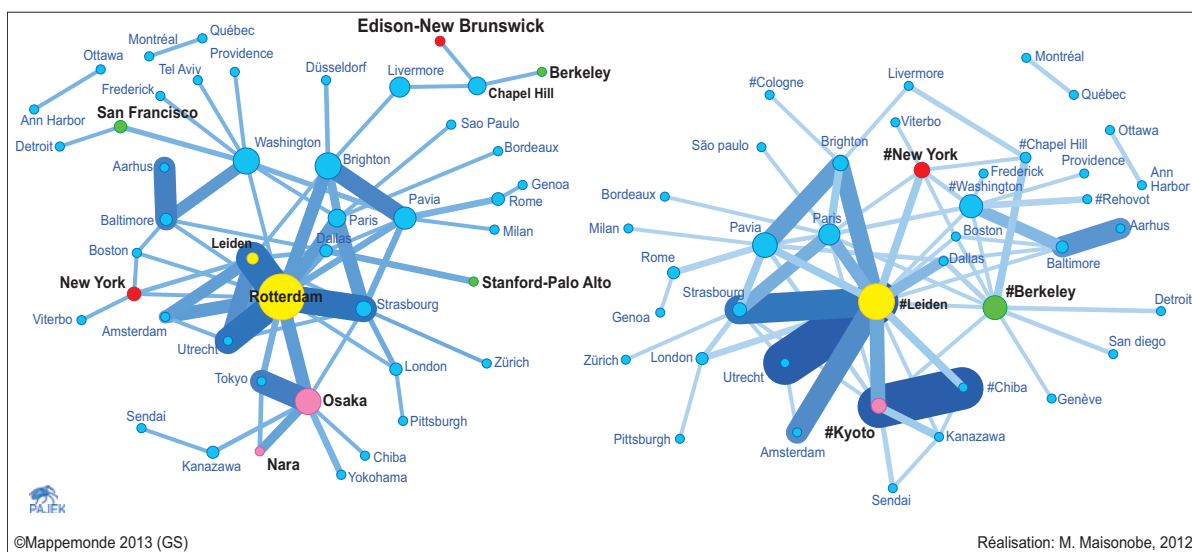 Edison-New Brunswick
Québec
Montréal
Providence
Ottawa
Tel Aviv
Düsseldorf
Livermore
Berkeley
Frederick
Chapel Hill
San Francisco
Ann Harbor
Sao Paulo
Detroit
Washington
Brighton
Bordeaux
Aarhus
Pavia
Genoa
Rome
Baltimore
Paris
Milan
Leiden
Dallas
Boston
New York
Rotterdam
Stanford-Palo Alto
Strasbourg
Viterbo
Amsterdam
Utrecht
Zürich
London
Tokyo
Osaka
Sendai
Pittsburgh
Nara
Kanazawa
Chiba
Yokohama
PAJEK
Montréal
#Cologne
Livermore
Québec
Viterbo
Ottawa
Brighton
#Chapel Hill
São paulo
#New York
Frederick
Providence
Ann
Harbor
#Washington
#Rehovot
Bordeaux
Paris
Aarhus
Milan
Pavia
Boston
Baltimore
Rome
Dallas
Strasbourg
#Leiden
#Berkeley
Detroit
Genoa
San diego
Zürich
London
Utrecht
#Chiba
Genève
#Kyoto
Pittsburgh
Amsterdam
Kanazawa
Sendai
©Mappemonde 2013 (GS)
Réalisation: M. Maisonobe, 2012